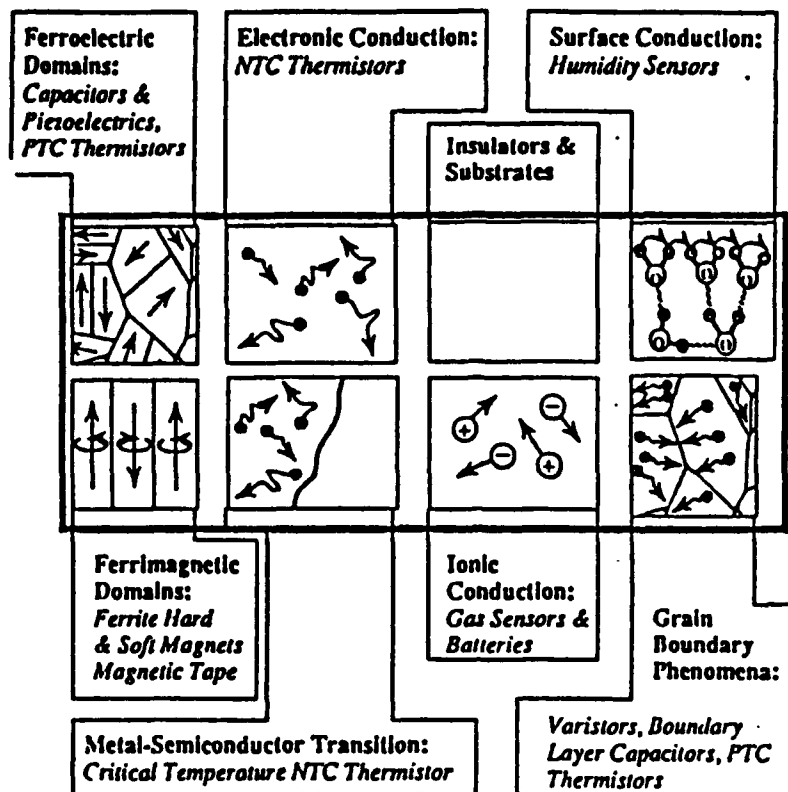 Ferroelectric
Domains:
Capacitors &
Piezoelectrics,
PTC Thermistors
Electronic Conduction:
NTC Thermistors
Surface Conduction:
Humidity Sensors
Insulators &
Substrates
+
−
−
+
Ferrimagnetic
Domains:
Ferrite Hard
& Soft Magnets
Magnetic Tape
Ionic
Conduction:
Gas Sensors &
Batteries
Grain
Boundary
Phenomena:
Varistors, Boundary
Layer Capacitors, PTC
Thermistors
Metal-Semiconductor Transition:
Critical Temperature NTC Thermistor